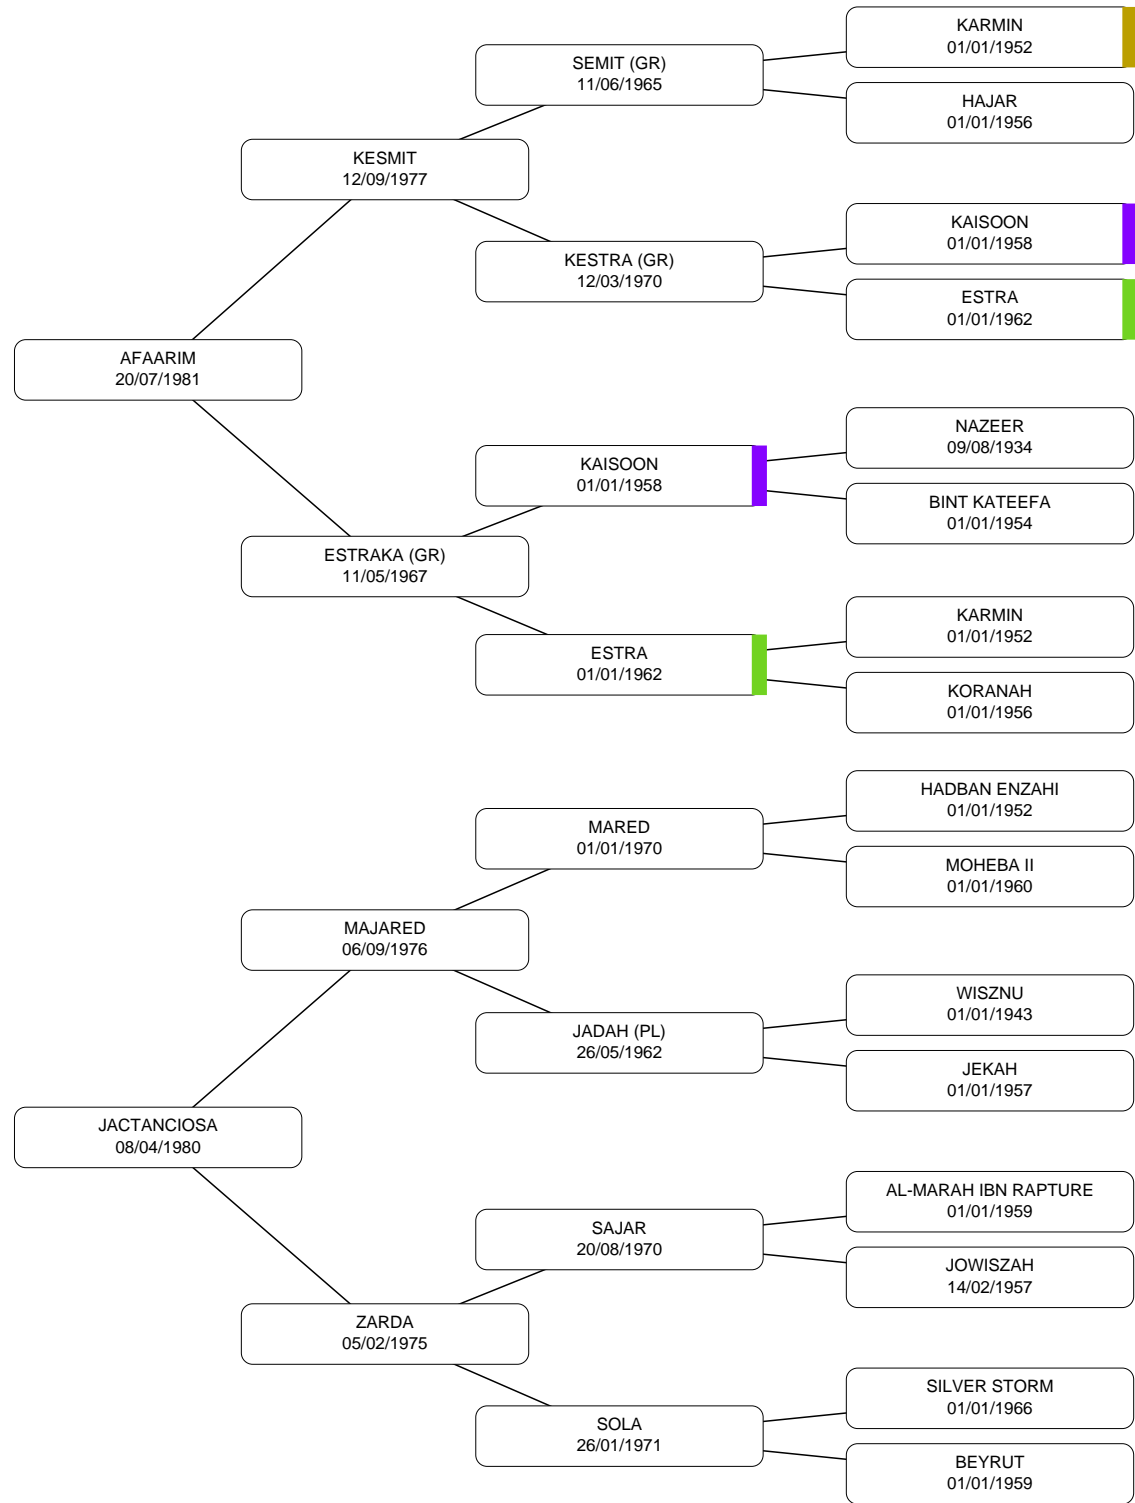 KARMIN
01/01/1952
SEMIT (GR)
11/06/1965
HAJAR
01/01/1956
KESMIT
12/09/1977
KAISOON
01/01/1958
KESTRA (GR)
12/03/1970
ESTRA
01/01/1962
AFAARIM
20/07/1981
NAZEER
09/08/1934
KAISOON
01/01/1958
BINT KATEEFA
01/01/1954
ESTRAKA (GR)
11/05/1967
KARMIN
01/01/1952
ESTRA
01/01/1962
KORANAH
01/01/1956
HADBAN ENZAHI
01/01/1952
MARED
01/01/1970
MOHEBA II
01/01/1960
MAJARED
06/09/1976
WISZNU
01/01/1943
JADAH (PL)
26/05/1962
JEKAH
01/01/1957
JACTANCIOSA
08/04/1980
AL-MARAH IBN RAPTURE
01/01/1959
SAJAR
20/08/1970
JOWISZAH
14/02/1957
ZARDA
05/02/1975
SILVER STORM
01/01/1966
SOLA
26/01/1971
BEYRUT
01/01/1959